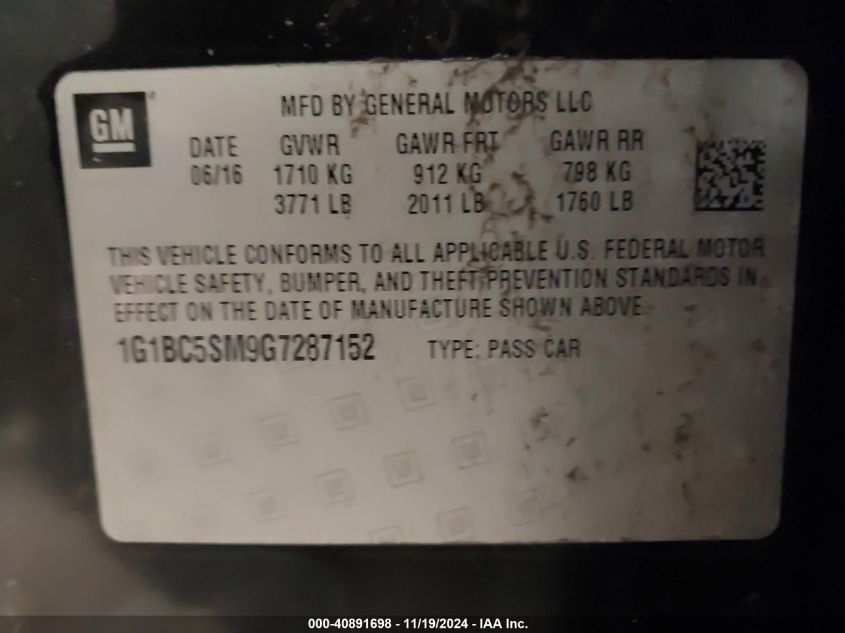 GM
MFD BY GENERAL MOTORS LLC
DATE GVWR GAWR FRT GAWR RR
06/16 1710 KG 912 KG 798 KG
3771 LB 2011 LB 1760 LB
THIS VEHICLE CONFORMS TO ALL APPLICABLE U.S. FEDERAL MOTOR
VEHICLE SAFETY, BUMPER, AND THEFT PREVENTION STANDARDS IN
EFFECT ON THE DATE OF MANUFACTURE SHOWN ABOVE.
1G1BC5SM9G7287152 TYPE: PASS CAR
000-40891698 - 11/19/2024 - IAA Inc.